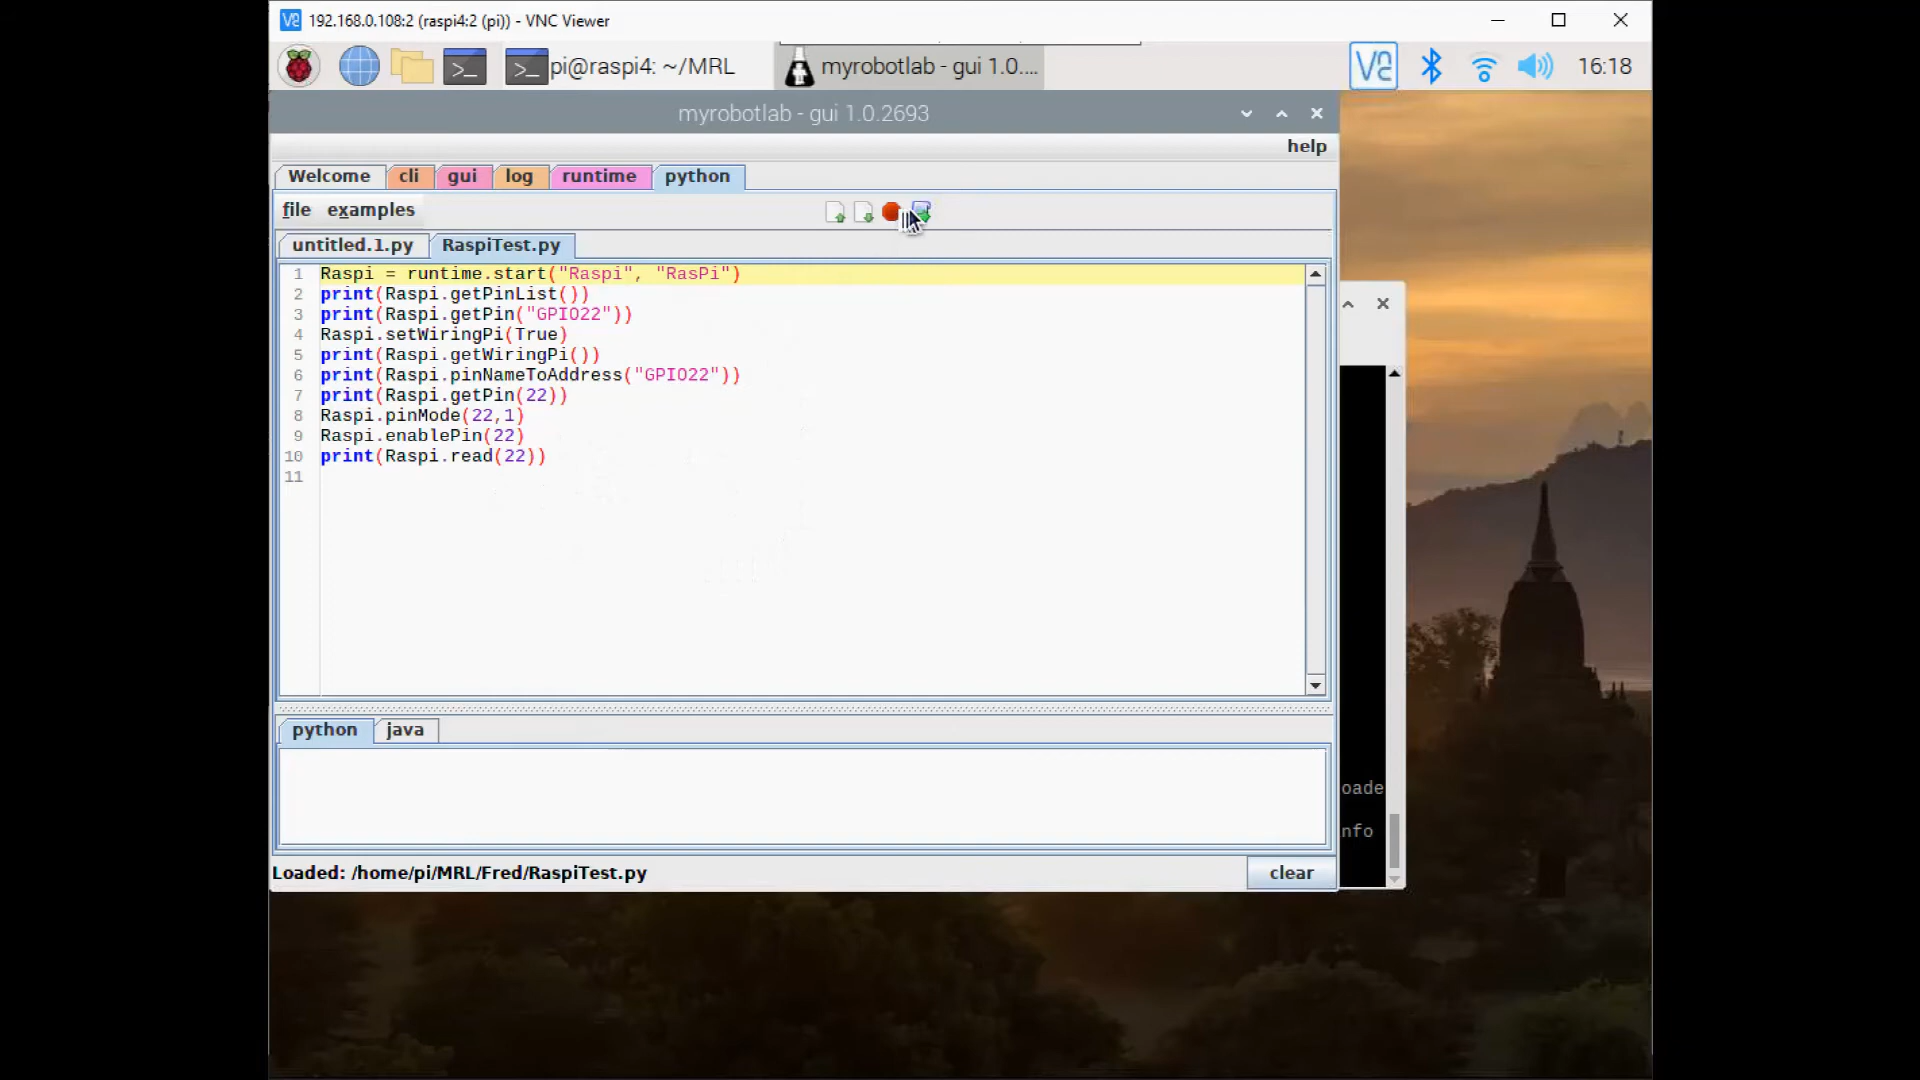 192.168.0.108:2 (raspi4:2 (pi)) - VNC Viewer
pi@raspi4: ~/MRL
myrobotlab - gui 1.0....
16:18
myrobotlab - gui 1.0.2693
help
Welcome cli gui log runtime python
file examples
untitled.1.py RaspiTest.py
1 Raspi = runtime.start("Raspi", "RasPi")
2 print(Raspi.getPinList())
3 print(Raspi.getPin("GPIO22"))
4 Raspi.setWiringPi(True)
5 print(Raspi.getWiringPi())
6 print(Raspi.pinNameToAddress("GPIO22"))
7 print(Raspi.getPin(22))
8 Raspi.pinMode(22,1)
9 Raspi.enablePin(22)
10 print(Raspi.read(22))
11
python java
oade
nfo
Loaded: /home/pi/MRL/Fred/RaspiTest.py
clear